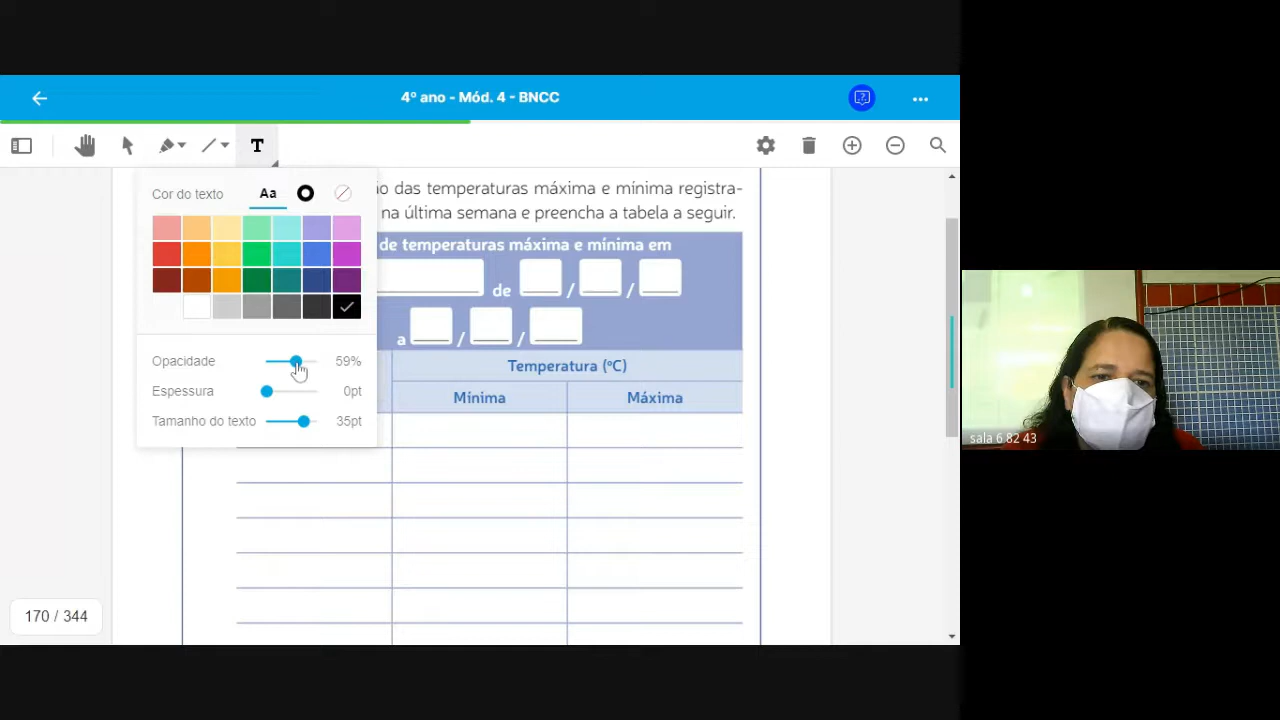 4º ano - Mód. 4 - BNCC
T
Cor do texto Aa
ão das temperaturas máxima e mínima registra-
na última semana e preencha a tabela a seguir.
de temperaturas máxima e mínima em
de / /
a / /
Opacidade 59%
Espessura 0pt
Tamanho do texto 35pt
Temperatura (ºC)
Mínima Máxima
170 / 344
sala 6 82 43